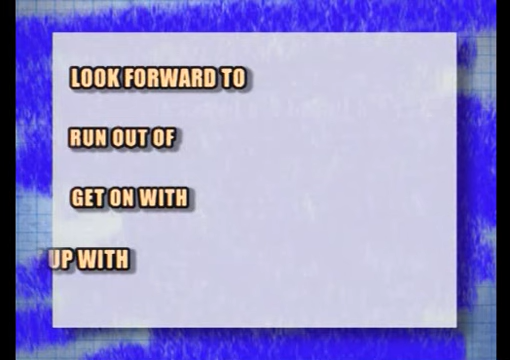 LOOK FORWARD TO
RUN OUT OF
GET ON WITH
UP WITH